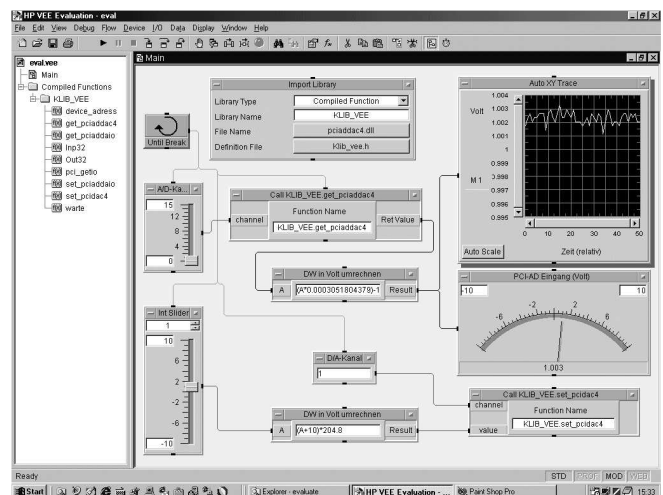 HP VEE Evaluation - eval
File Edit View Debug Flow Device I/O Data Display Window Help
eval.vee
Main
Compiled Functions
KLIB_VEE
device_adress
get_pciaddac4
get_pciaddaio
Inp32
Out32
pci_getio
set_pciaddaio
set_pcidac4
warte
Main
Import Library
Library Type
Compiled Function
Library Name
KLIB_VEE
File Name
pciaddac4.dll
Definition File
Klib_vee.h
Until Break
A/D-Ka...
15
12
8
4
0
Call KLIB_VEE.get_pciaddac4
channel
Function Name
KLIB_VEE.get_pciaddac4
Ret Value
DW in Volt umrechnen
A
(A*0.0003051804379)-1
Result
Int Slider
1
10
6
2
-2
-6
-10
D/A-Kanal
1
DW in Volt umrechnen
A
(A+10)*204.8
Result
Auto XY Trace
Volt
M 1
1.004
1.003
1.002
1.001
1
0.999
0.998
0.997
0.996
0.995
0 10 20 30 40 50
Auto Scale
Zeit (relativ)
PCI-AD Eingang (Volt)
-10
10
-6 -2 2 6
1.003
Call KLIB_VEE.set_pcidac4
channel
Function Name
KLIB_VEE.set_pcidac4
value
Ready
STD PROF MOD WEB
Start
Explorer - evaluate
HP VEE Evaluation - ...
Paint Shop Pro
15:33